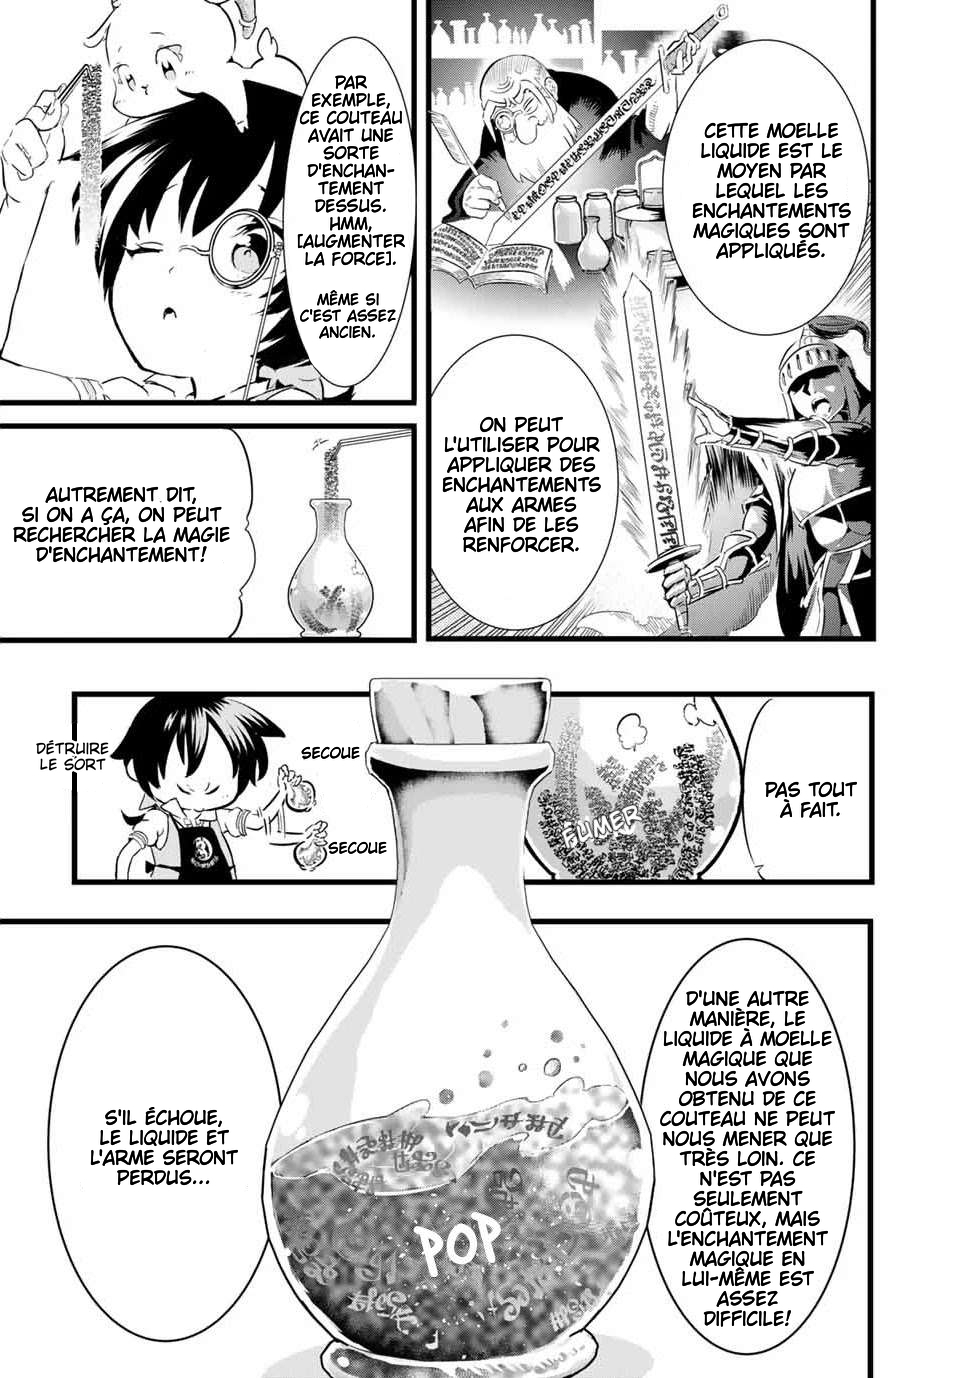 CETTE MOELLE
LIQUIDE EST LE
MOYEN PAR
LEQUEL LES
ENCHANTEMENTS
MAGIQUES SONT
APPLIQUÉS.
ON PEUT
L'UTILISER POUR
APPLIQUER DES
ENCHANTEMENTS
AUX ARMES
AFIN DE LES
RENFORCER.
PAR
EXEMPLE,
CE COUTEAU
AVAIT UNE
SORTE
D'ENCHAN-
TEMENT
DESSUS.
HMM,
[AUGMENTER
LA FORCE].
MÊME SI
C'EST ASSEZ
ANCIEN.
AUTREMENT DIT,
SI ON A ÇA, ON PEUT
RECHERCHER LA MAGIE
D'ENCHANTEMENT!
PAS TOUT
À FAIT.
FUMER
SECOUE
SECOUE
DÉTRUIRE
LE SORT
D'UNE AUTRE
MANIÈRE, LE
LIQUIDE À MOELLE
MAGIQUE QUE
NOUS AVONS
OBTENU DE CE
COUTEAU NE PEUT
NOUS MENER QUE
TRÈS LOIN. CE
N'EST PAS
SEULEMENT
COÛTEUX, MAIS
L'ENCHANTEMENT
MAGIQUE EN
LUI-MÊME EST
ASSEZ
DIFFICILE!
POP
S'IL ÉCHOUE,
LE LIQUIDE ET
L'ARME SERONT
PERDUS...